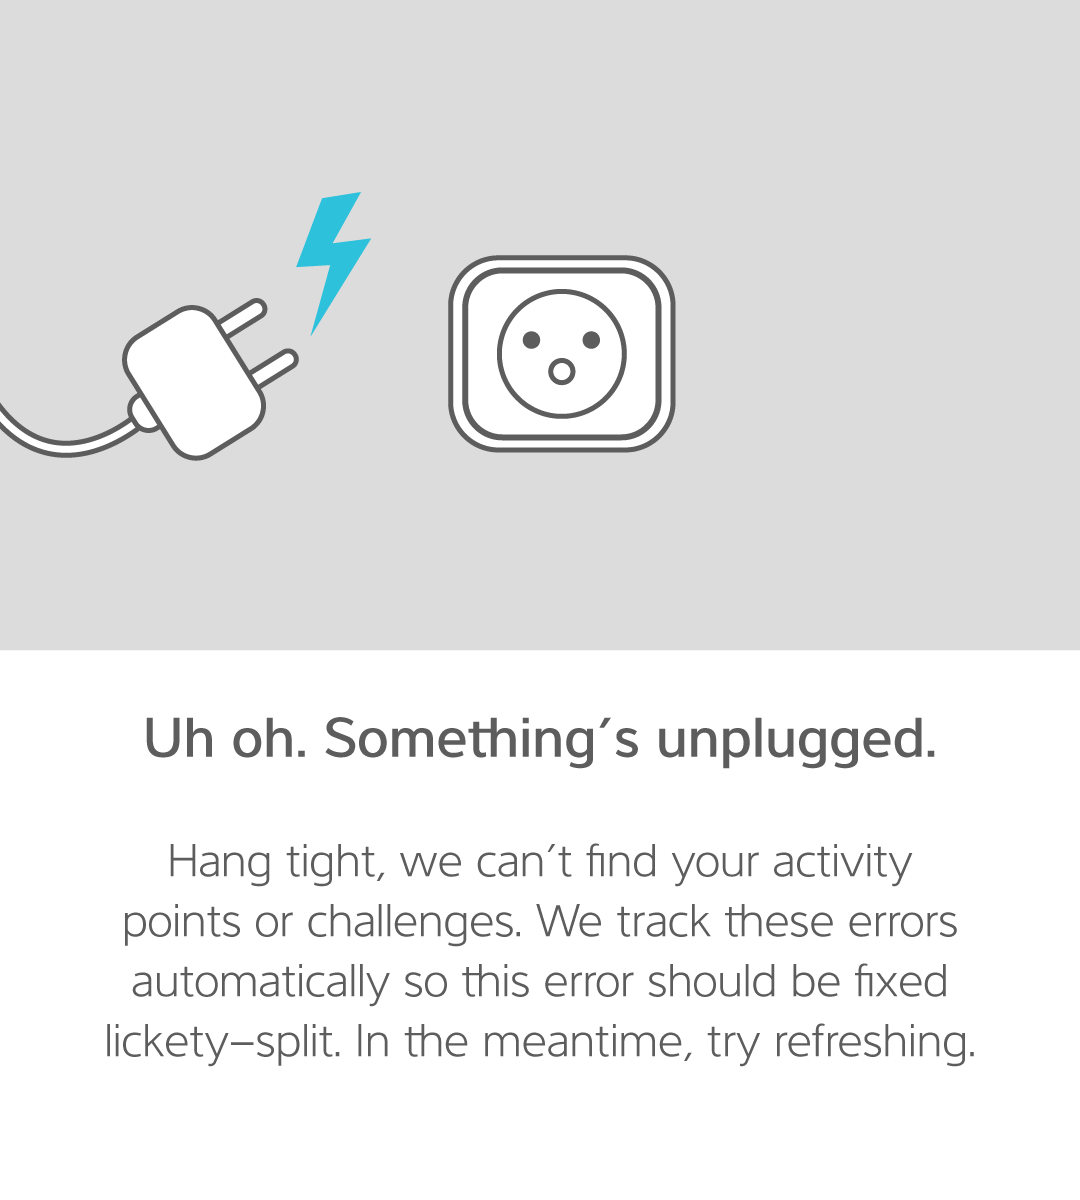 Uh oh. Something´s unplugged.
Hang tight, we can´t find your activity
points or challenges. We track these errors
automatically so this error should be fixed
lickety–split. In the meantime, try refreshing.